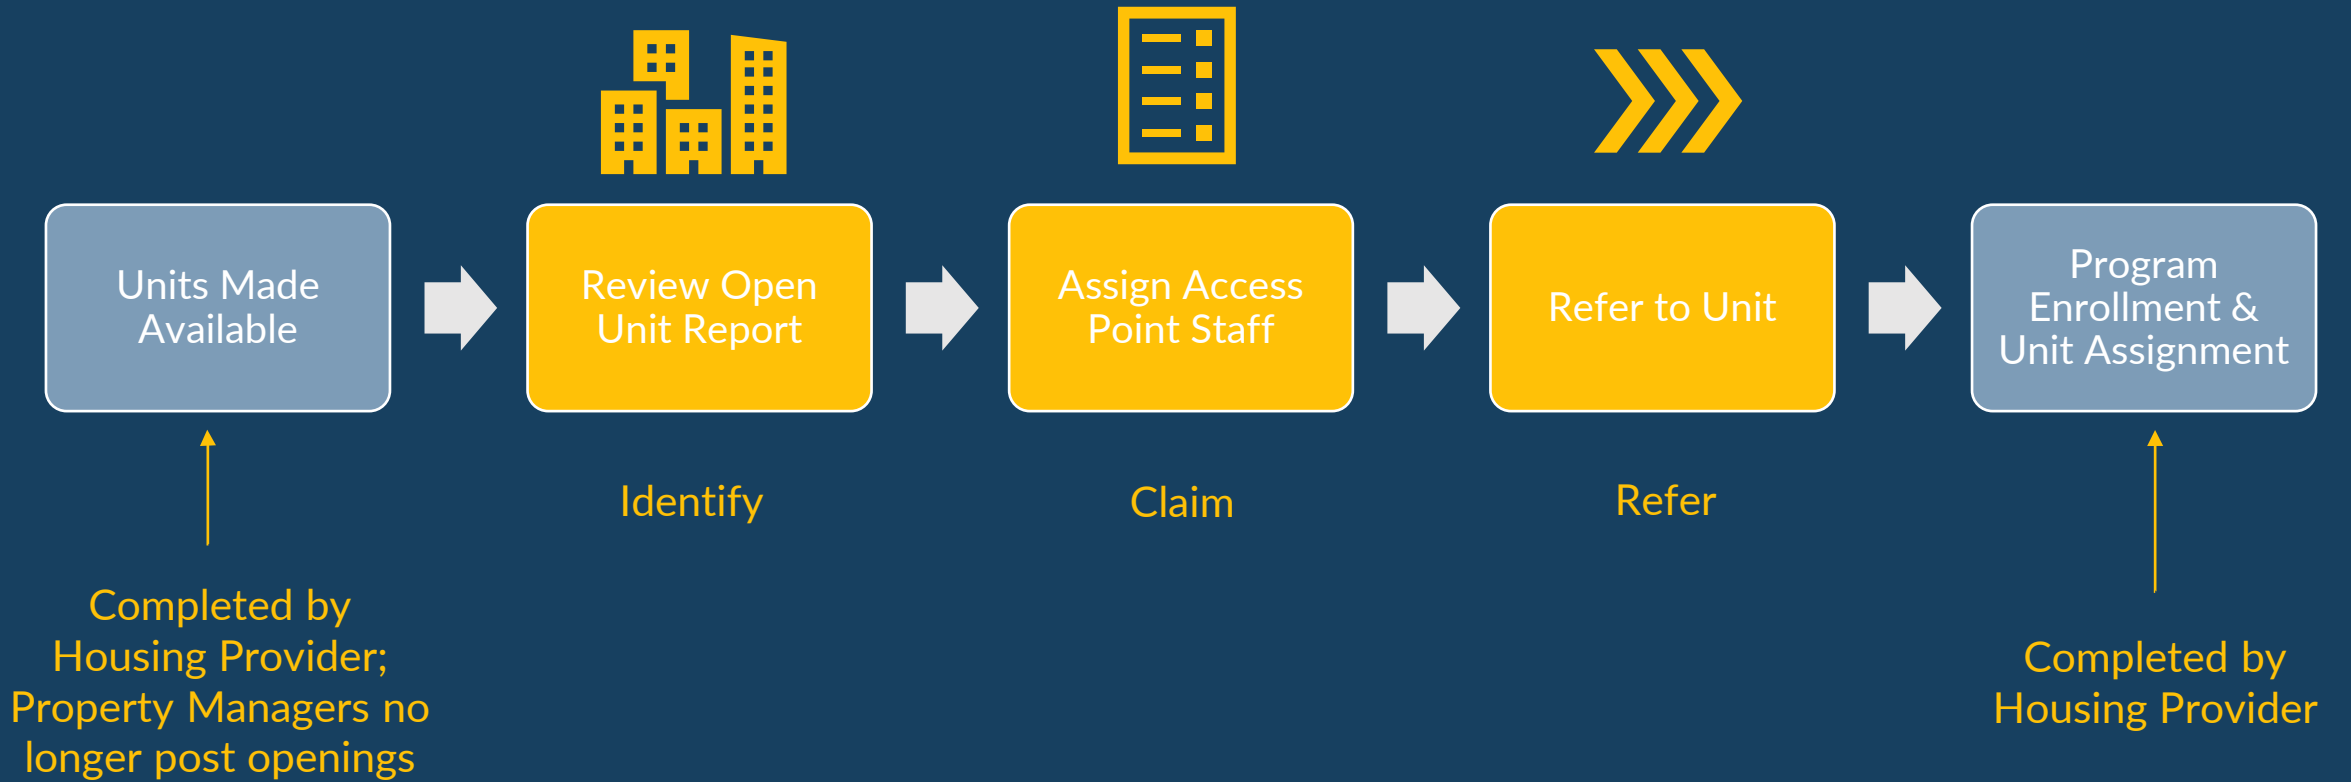 Units Made
Available
Review Open
Unit Report
Assign Access
Point Staff
Refer to Unit
Program
Enrollment &
Unit Assignment
Identify
Claim
Refer
Completed by
Housing Provider;
Property Managers no
longer post openings
Completed by
Housing Provider